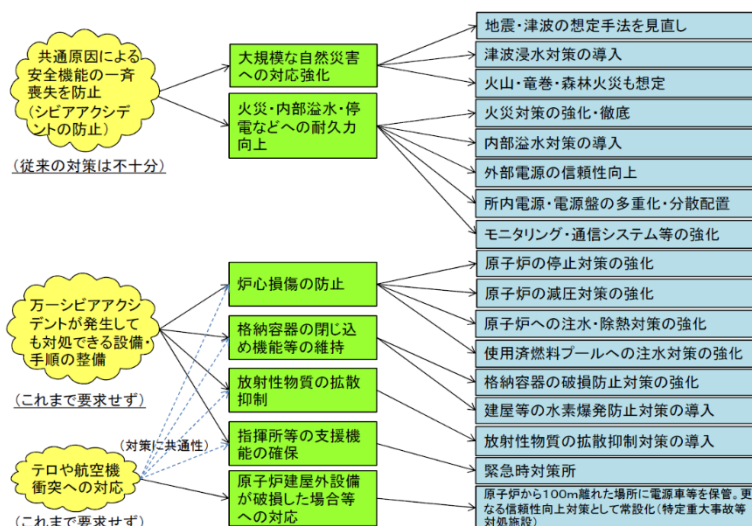 共通原因による
安全機能の一斉
喪失を防止
(シビアアクシ
デントの防止)
(従来の対策は不十分)
大規模な自然災害
への対応強化
火災・内部溢水・停
電などへの耐久力
向上
地震・津波の想定手法を見直し
津波浸水対策の導入
火山・竜巻・森林火災も想定
火災対策の強化・徹底
内部溢水対策の導入
外部電源の信頼性向上
所内電源・電源盤の多重化・分散配置
モニタリング・通信システム等の強化
万一シビアアクシ
デントが発生して
も対処できる設備・
手順の整備
(これまで要求せず)
炉心損傷の防止
格納容器の閉じ込
め機能等の維持
放射性物質の拡散
抑制
指揮所等の支援機
能の確保
原子炉の停止対策の強化
原子炉の減圧対策の強化
原子炉への注水・除熱対策の強化
使用済燃料プールへの注水対策の強化
格納容器の破損防止対策の強化
建屋等の水素爆発防止対策の導入
放射性物質の拡散抑制対策の導入
緊急時対策所
(対策に共通性)
テロや航空機
衝突への対応
(これまで要求せず)
原子炉建屋外設備
が破損した場合等
への対応
原子炉から100m離れた場所に電源車等を保管。更
なる信頼性向上対策として常設化(特定重大事故等
対処施設)